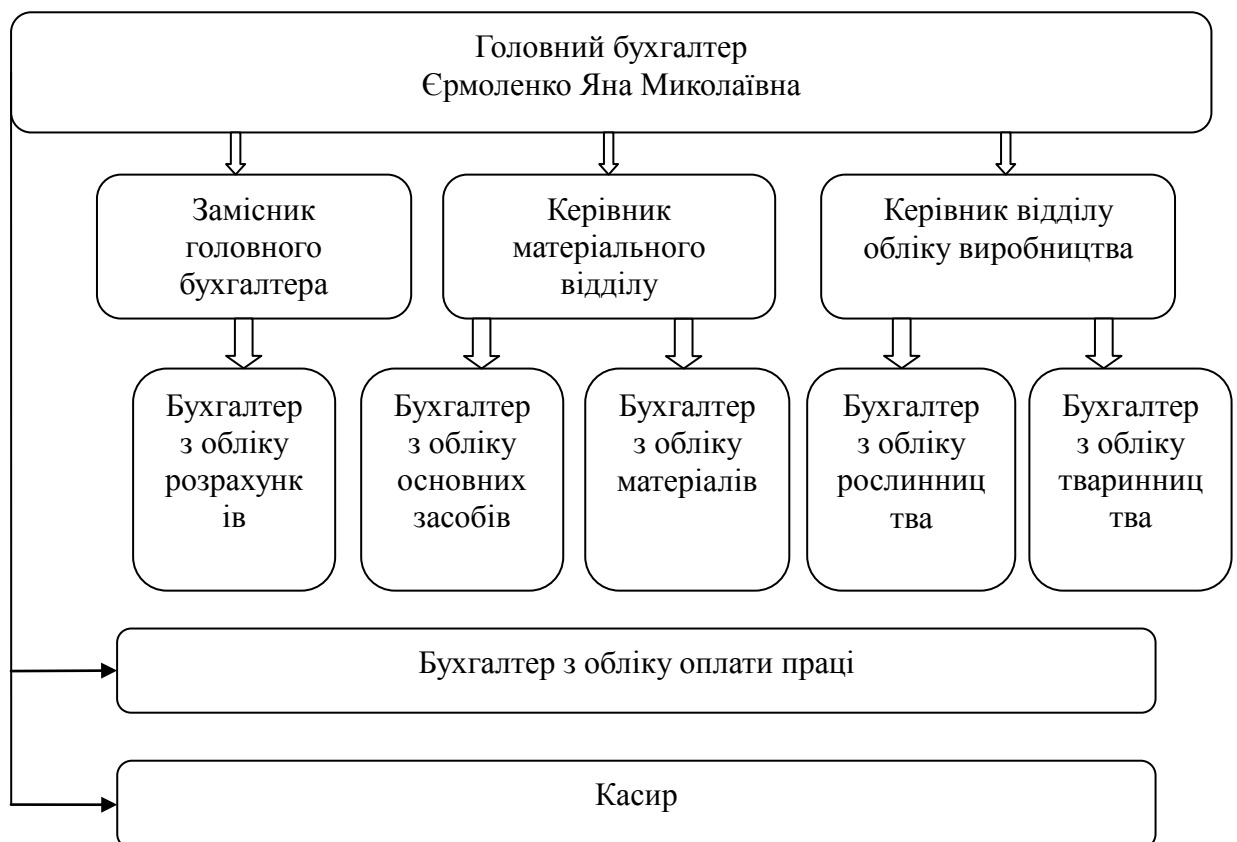 Головний бухгалтер
Єрмоленко Яна Миколаївна
Замісник
головного
бухгалтера
Керівник
матеріального
відділу
Керівник відділу
обліку виробництва
Бухгалтер
з обліку
розрахунк
ів
Бухгалтер
з обліку
основних
засобів
Бухгалтер
з обліку
матеріалів
Бухгалтер
з обліку
рослинниц
тва
Бухгалтер
з обліку
тваринниц
тва
Бухгалтер з обліку оплати праці
Касир